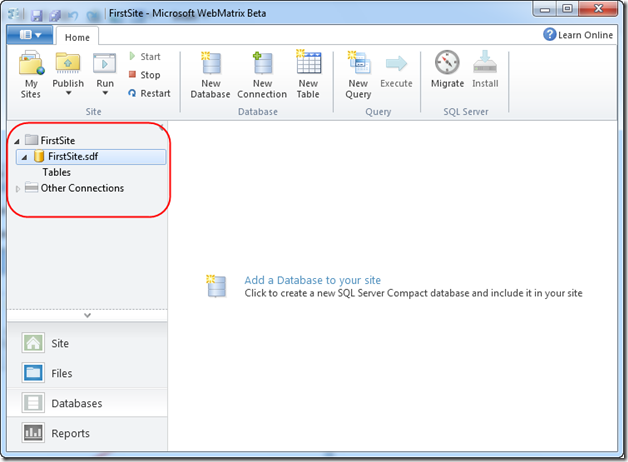 FirstSite - Microsoft WebMatrix Beta
Home
Learn Online
My Sites
Publish
Run
Start
Stop
Restart
New Database
New Connection
New Table
New Query
Execute
Migrate
Install
Site
Database
Query
SQL Server
FirstSite
FirstSite.sdf
Tables
Other Connections
Add a Database to your site
Click to create a new SQL Server Compact database and include it in your site
Site
Files
Databases
Reports